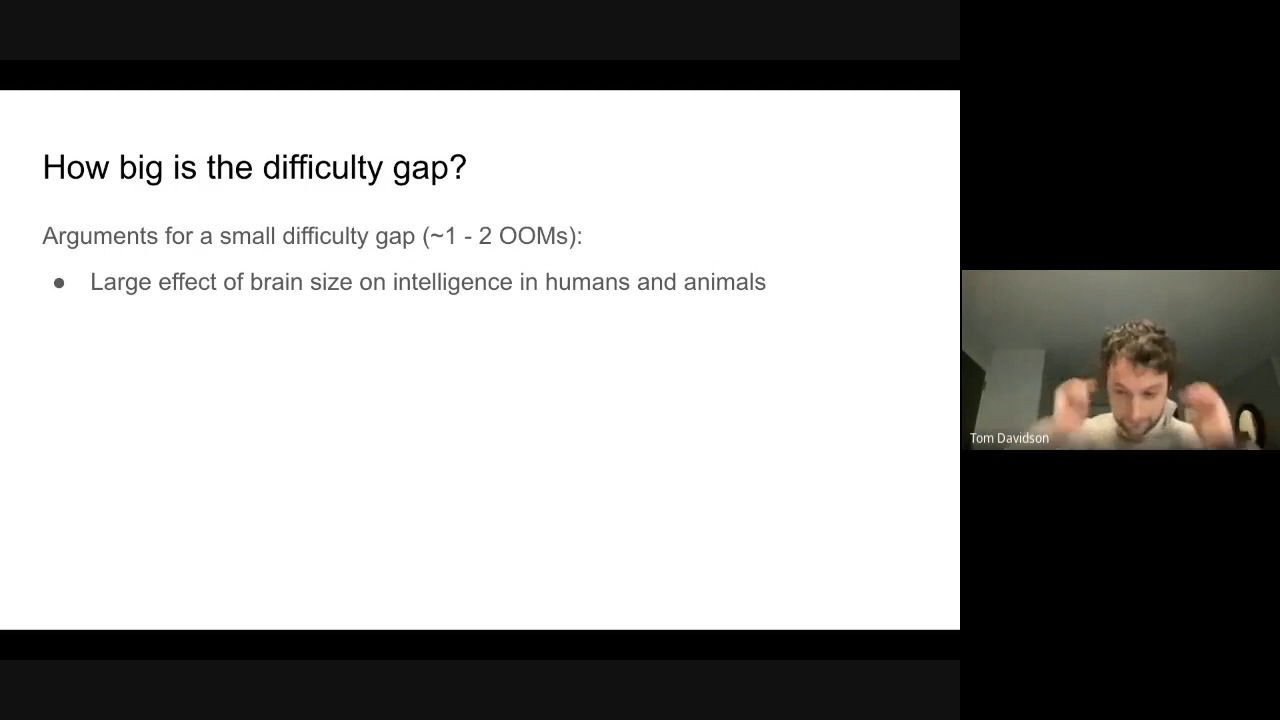 How big is the difficulty gap?
Arguments for a small difficulty gap (~1 - 2 OOMs):
● Large effect of brain size on intelligence in humans and animals
Tom Davidson